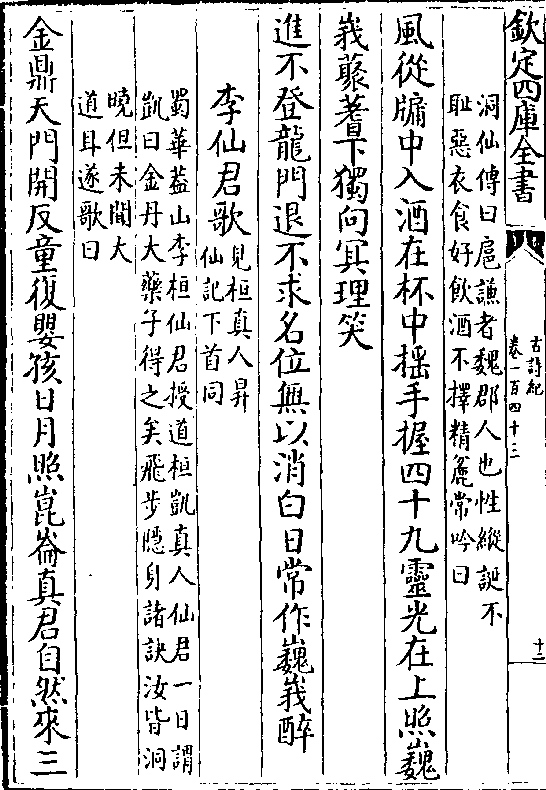 欽定四庫全書
古詩紀
卷一百四十三
十二
洞仙傳曰扈謙者魏郡人也性縱誕不
耻惡衣食好飲酒不擇精麄常吟曰
風從牖中入酒在杯中揺手握四十九靈光在上照巍
峩藂蓍下獨向冥理笑
進不登龍門退不求名位無以消白日常作巍峩醉
李仙君歌見桓真人昇
仙記下首同
蜀華葢山李桓仙君授道桓凱真人仙君一日謂
凱曰金丹大藥子得之矣飛步隱身諸訣汝皆洞
曉但未聞大
道耳遂歌曰
金鼎天門開反童復嬰孩日月照崑崙真君自然來三